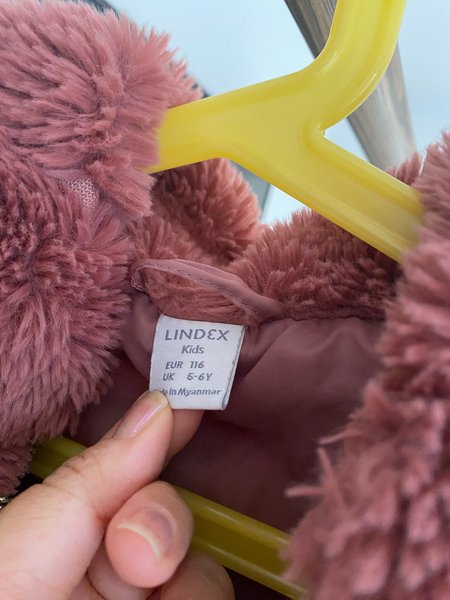 LINDEX
Kids
EUR 116
UK 5-6Y
in Myanmar